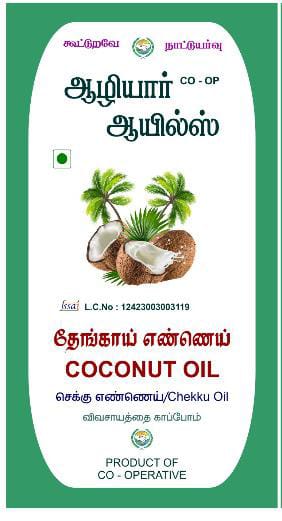 கூட்டுறவே நாட்டுயர்வு
ஆழியார் CO - OP
ஆயில்ஸ்
fssai L.C.No : 12423003003119
தேங்காய் எண்ணெய்
COCONUT OIL
செக்கு எண்ணெய்/Chekku Oil
விவசாயத்தை காப்போம்
PRODUCT OF
CO - OPERATIVE